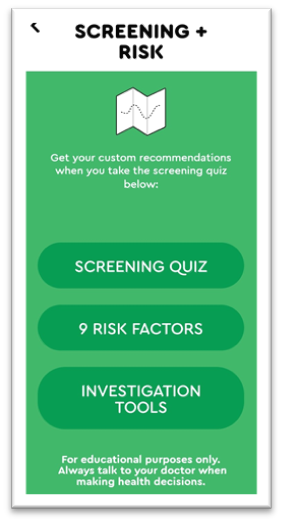 SCREENING +
RISK
Get your custom recommendations
when you take the screening quiz
below:
SCREENING QUIZ
9 RISK FACTORS
INVESTIGATION
TOOLS
For educational purposes only.
Always talk to your doctor when
making health decisions.